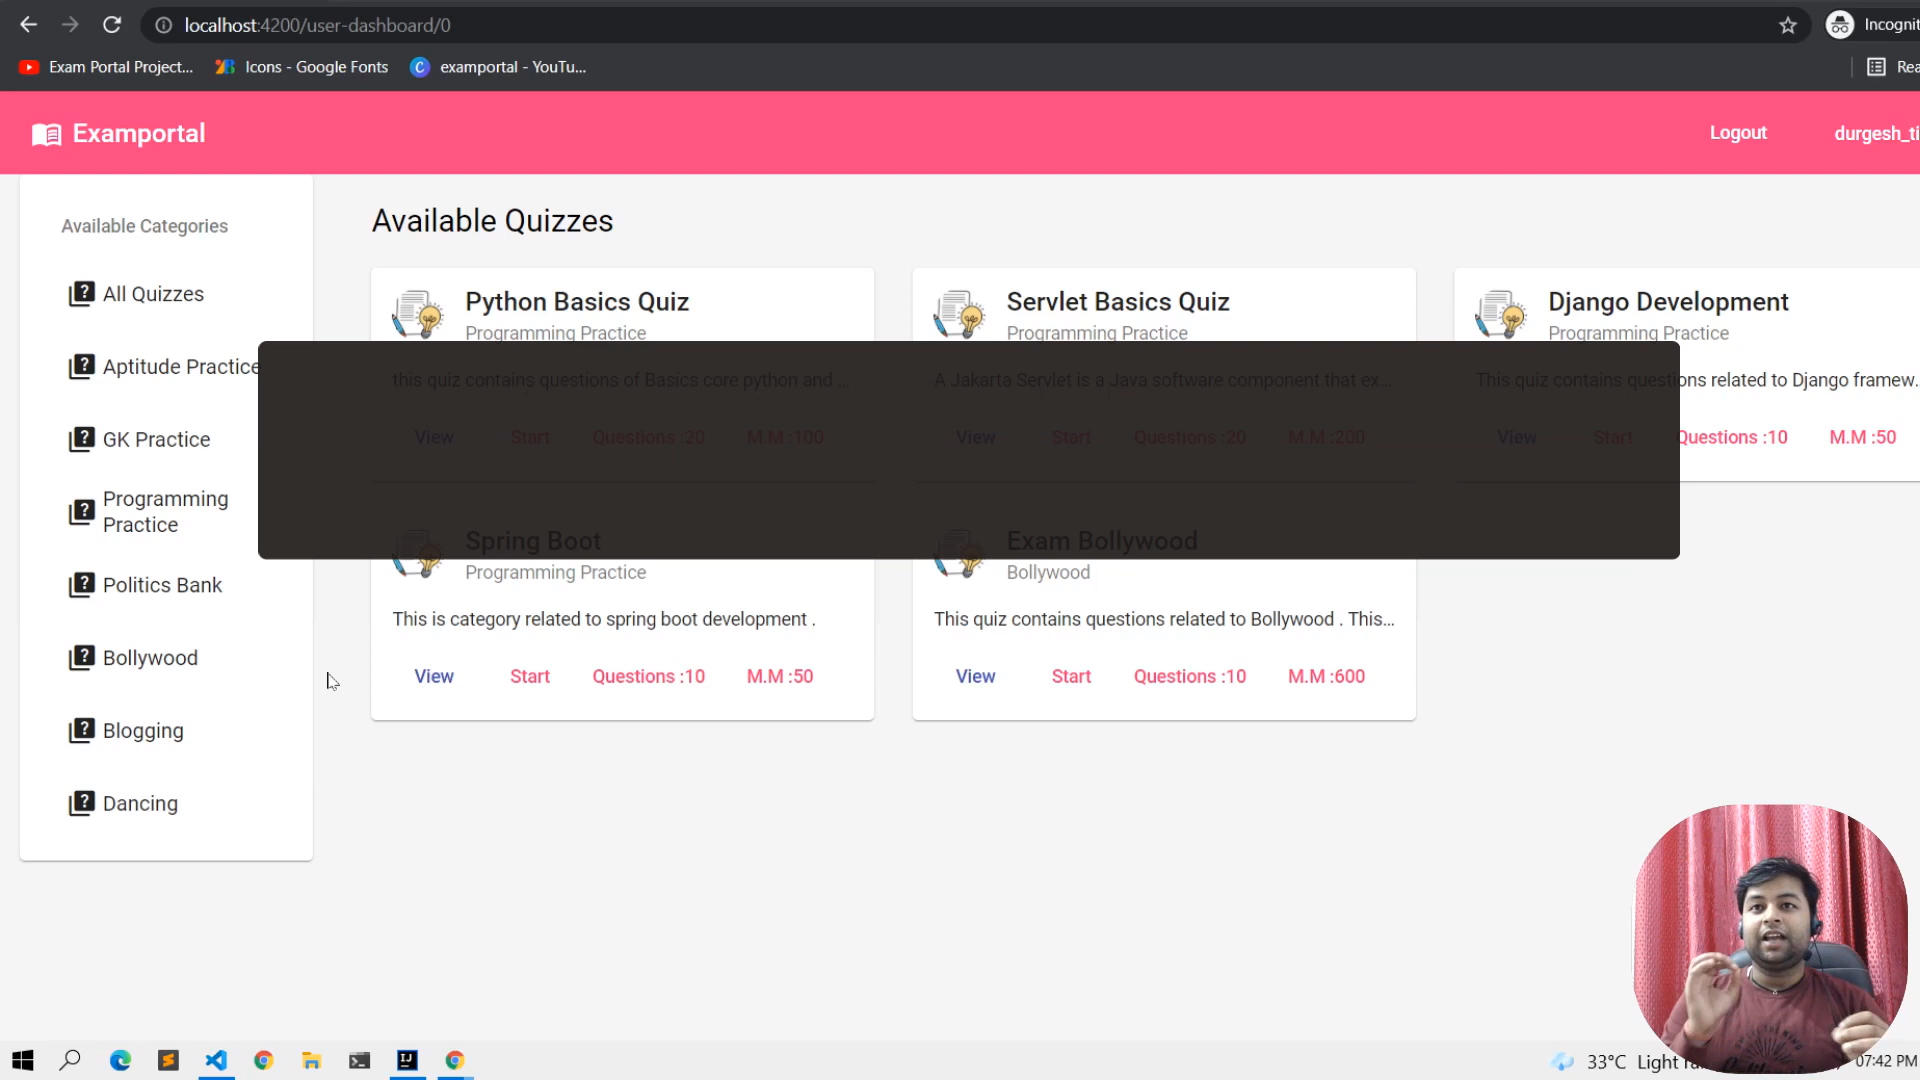 localhost:4200/user-dashboard/0
Incognit
Exam Portal Project...
Icons - Google Fonts
examportal - YouTu...
Rea
Examportal
Logout
durgesh_ti
Available Categories
All Quizzes
Aptitude Practice
GK Practice
Programming
Practice
Politics Bank
Bollywood
Blogging
Dancing
Available Quizzes
Python Basics Quiz
Programming Practice
this quiz contains questions of Basics core python and ...
View Start Questions :20 M.M :100
Servlet Basics Quiz
Programming Practice
A Jakarta Servlet is a Java software component that ex...
View Start Questions :20 M.M :200
Django Development
Programming Practice
This quiz contains questions related to Django framew...
View Start Questions :10 M.M :50
Spring Boot
Programming Practice
This is category related to spring boot development .
View Start Questions :10 M.M :50
Exam Bollywood
Bollywood
This quiz contains questions related to Bollywood . This...
View Start Questions :10 M.M :600
33°C Light
07:42 PM